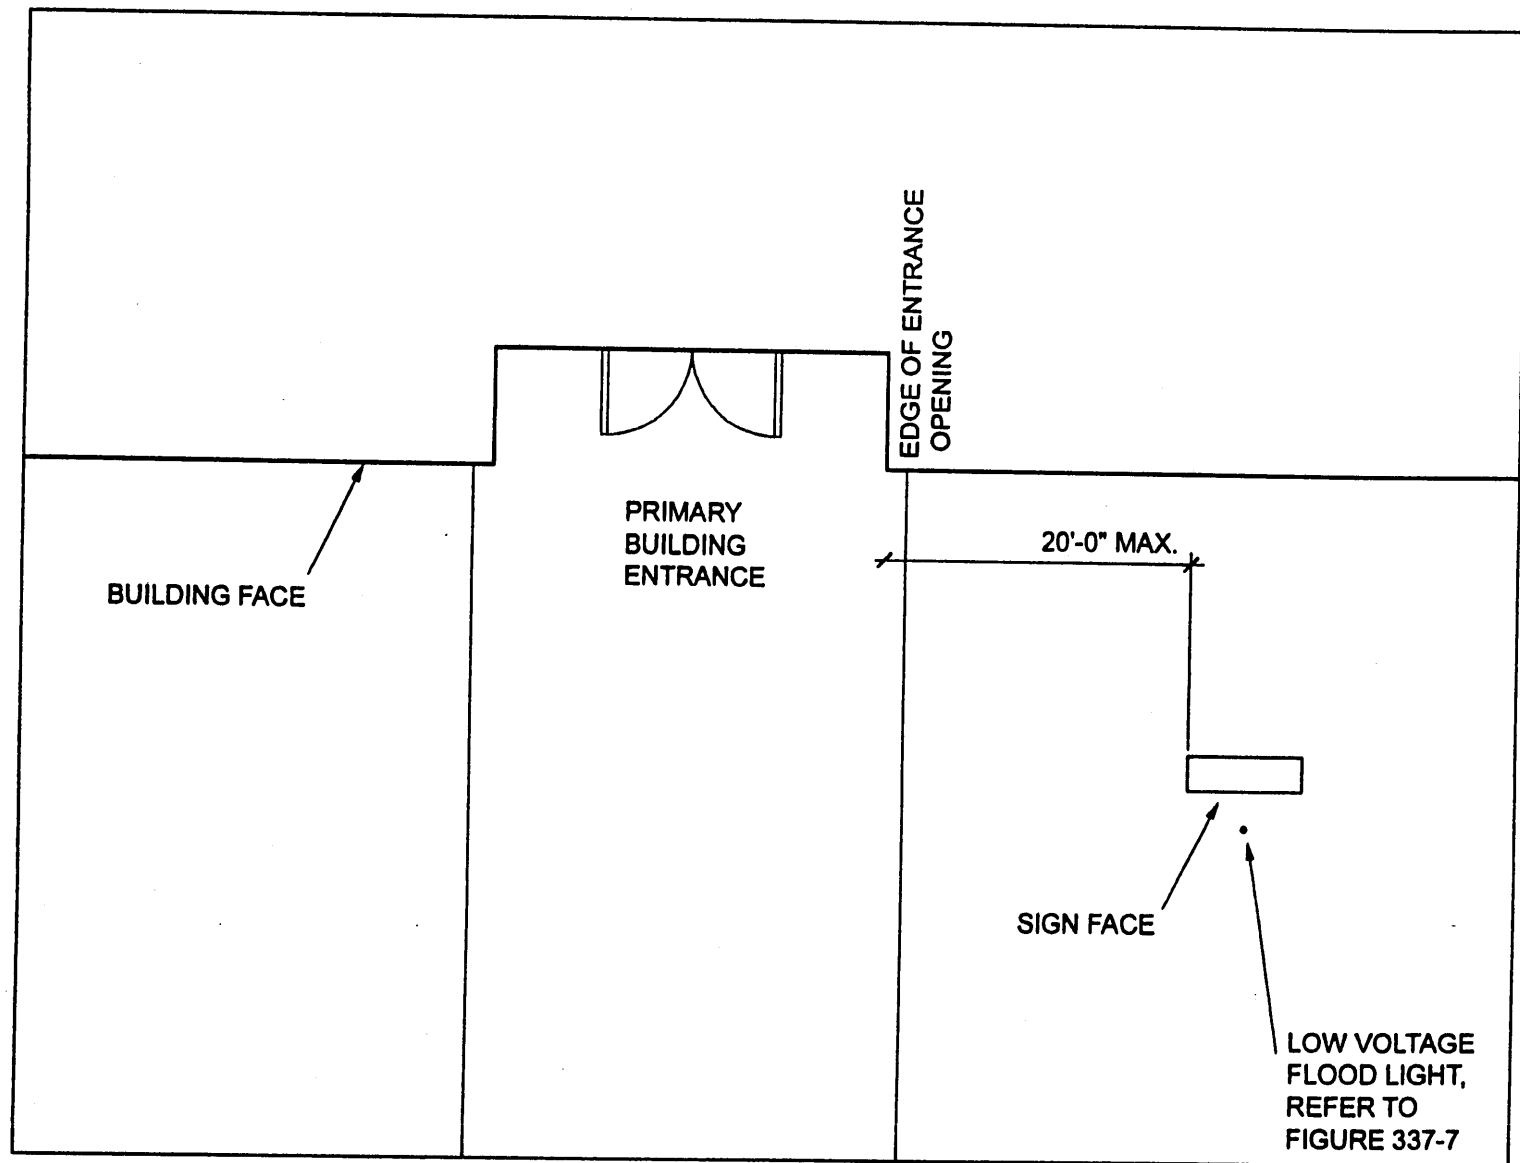 EDGE OF ENTRANCE
OPENING
PRIMARY
BUILDING
ENTRANCE
20'-0" MAX.
BUILDING FACE
SIGN FACE
LOW VOLTAGE
FLOOD LIGHT,
REFER TO
FIGURE 337-7